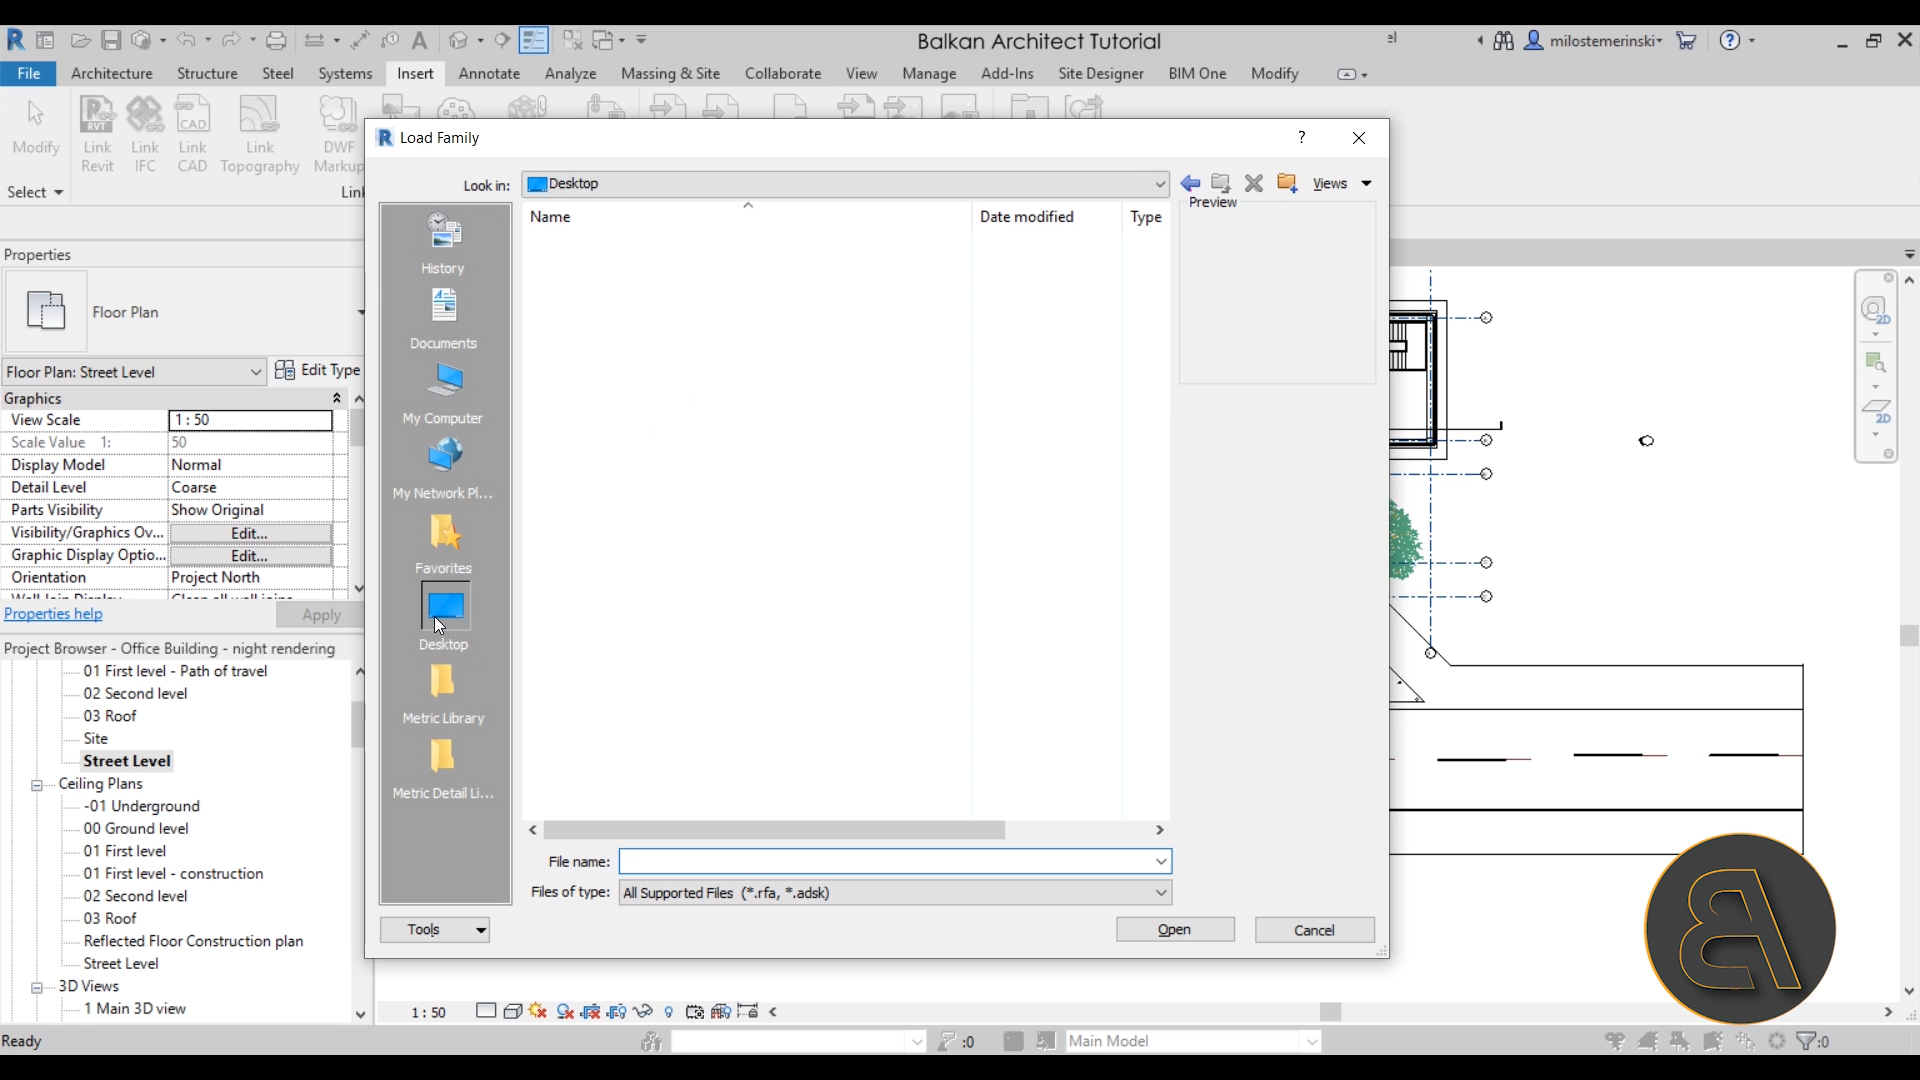 Balkan Architect Tutorial
el
milostemerinski
File Architecture Structure Steel Systems Insert Annotate Analyze Massing & Site Collaborate View Manage Add-Ins Site Designer BIM One Modify
Modify Link Revit Link IFC Link CAD Link Topography DWF Markup
Select Link
Load Family
Look in: Desktop Views
Name Date modified Type
Preview
History
Documents
My Computer
My Network Pl...
Favorites
Desktop
Metric Library
Metric Detail Li...
File name:
Files of type: All Supported Files (*.rfa, *.adsk)
Tools Open Cancel
Properties
Floor Plan
Floor Plan: Street Level Edit Type
Graphics
View Scale 1 : 50
Scale Value 1: 50
Display Model Normal
Detail Level Coarse
Parts Visibility Show Original
Visibility/Graphics Ov... Edit...
Graphic Display Optio... Edit...
Orientation Project North
Properties help Apply
Project Browser - Office Building - night rendering
01 First level - Path of travel
02 Second level
03 Roof
Site
Street Level
Ceiling Plans
-01 Underground
00 Ground level
01 First level
01 First level - construction
02 Second level
03 Roof
Reflected Floor Construction plan
Street Level
3D Views
1 Main 3D view
2D
2D
1 : 50
Ready :0 Main Model :0